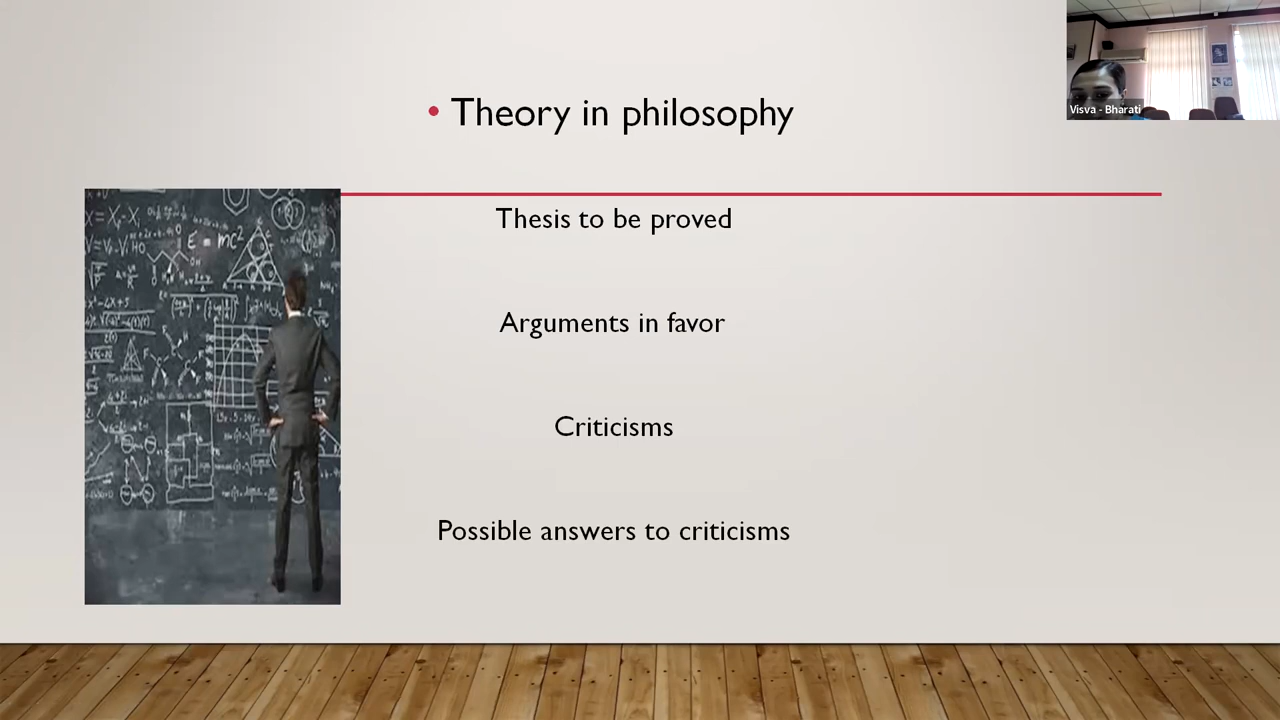 Theory in philosophy
Visva - Bharati
E = mc²
Thesis to be proved
Arguments in favor
Criticisms
Possible answers to criticisms